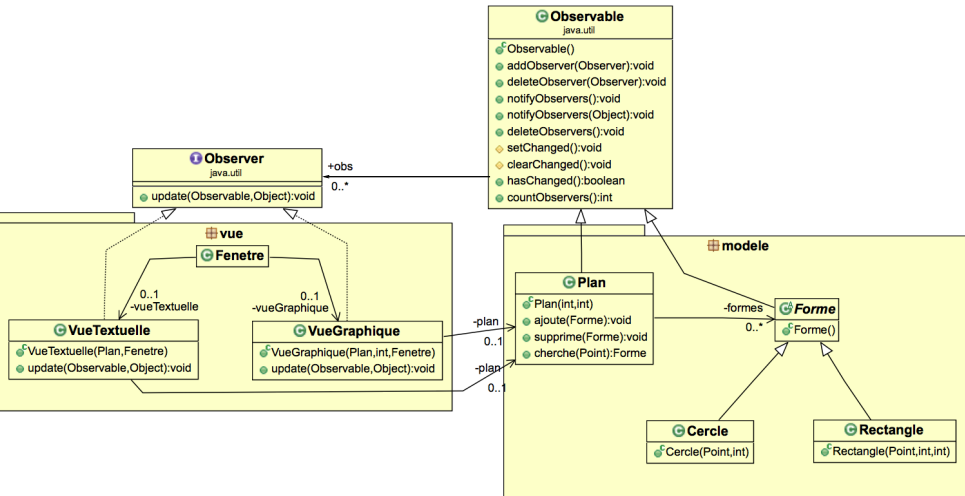 Observable
java.util
Observable()
addObserver(Observer):void
deleteObserver(Observer):void
notifyObservers():void
notifyObservers(Object):void
deleteObservers():void
setChanged():void
clearChanged():void
hasChanged():boolean
countObservers():int
Observer
java.util
update(Observable,Object):void
+obs
0..*
vue
Fenetre
0..1
-vueTextuelle
0..1
-vueGraphique
VueTextuelle
VueTextuelle(Plan,Fenetre)
update(Observable,Object):void
VueGraphique
VueGraphique(Plan,int,Fenetre)
update(Observable,Object):void
-plan
0..1
-plan
0..1
modele
Plan
Plan(int,int)
ajoute(Forme):void
supprime(Forme):void
cherche(Point):Forme
-formes
0..*
Forme
Forme()
Cercle
Cercle(Point,int)
Rectangle
Rectangle(Point,int,int)